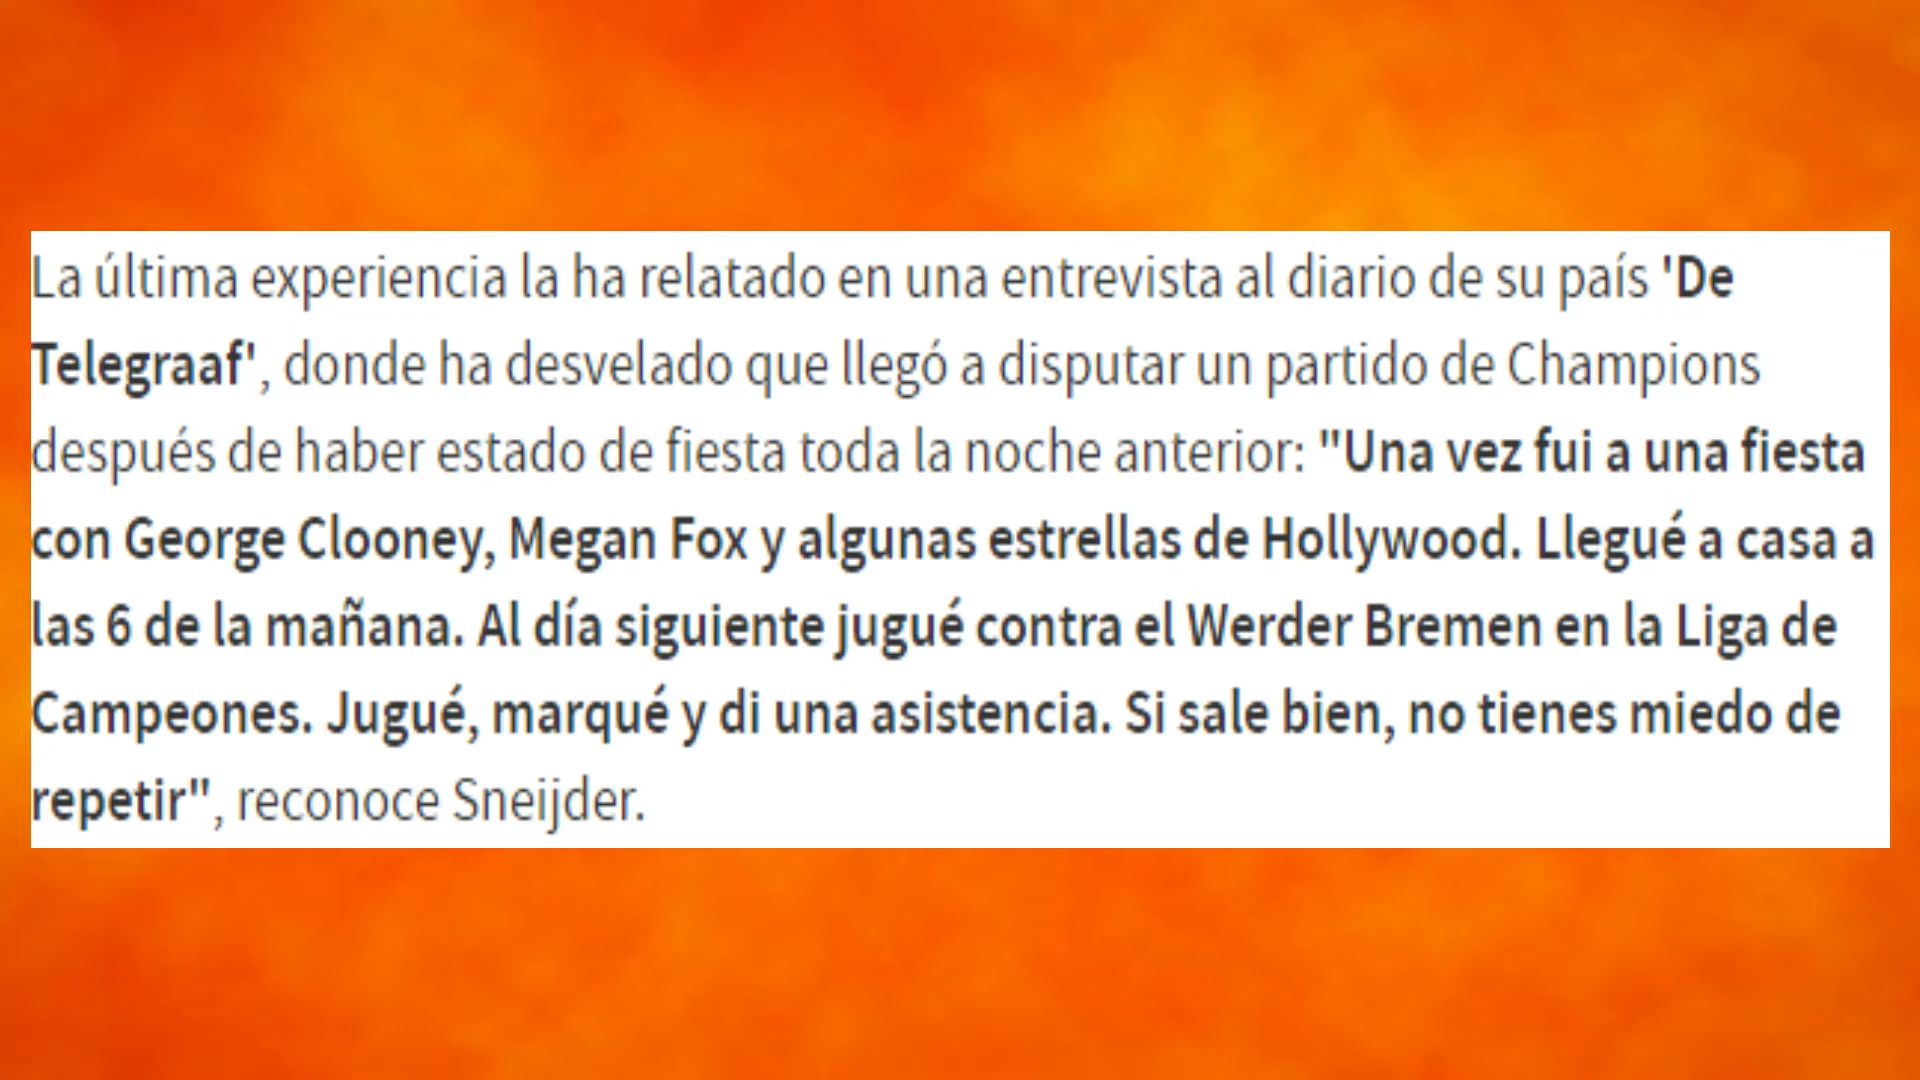 La última experiencia la ha relatado en una entrevista al diario de su país 'De
Telegraaf', donde ha desvelado que llegó a disputar un partido de Champions
después de haber estado de fiesta toda la noche anterior: "Una vez fui a una fiesta
con George Clooney, Megan Fox y algunas estrellas de Hollywood. Llegué a casa a
las 6 de la mañana. Al día siguiente jugué contra el Werder Bremen en la Liga de
Campeones. Jugué, marqué y di una asistencia. Si sale bien, no tienes miedo de
repetir", reconoce Sneijder.